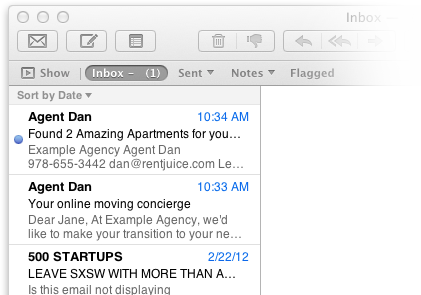 Inbox —
Show Inbox – (1) Sent Notes Flagged
Sort by Date
Agent Dan 10:34 AM
Found 2 Amazing Apartments for you…
Example Agency Agent Dan
978-655-3442 dan@rentjuice.com Le…
Agent Dan 10:33 AM
Your online moving concierge
Dear Jane, At Example Agency, we'd
like to make your transition to your ne…
500 STARTUPS 2/22/12
LEAVE SXSW WITH MORE THAN A…
Is this email not displaying